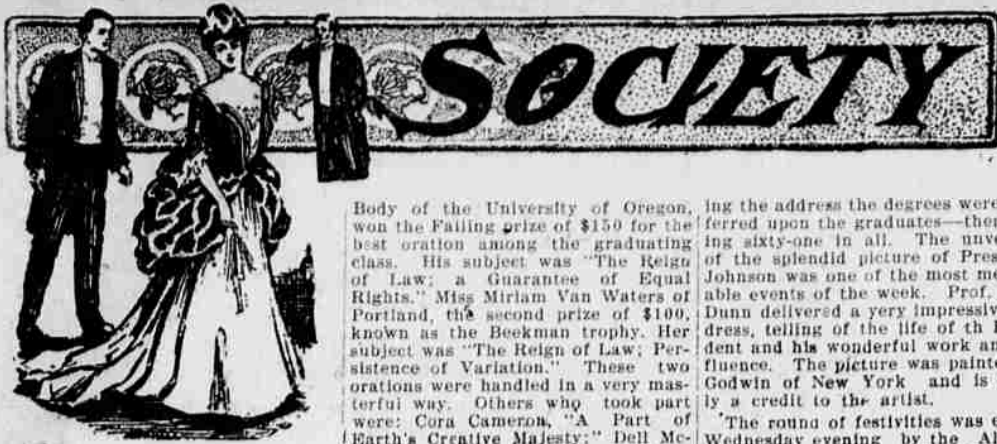 SOCIETY
Body of the University of Oregon,
won the Failing prize of $150 for the
best oration among the graduating
class. His subject was "The Reign
of Law; a Guarantee of Equal
Rights." Miss Miriam Van Waters of
Portland, the second prize of $100,
known as the Beekman trophy. Her
subject was "The Reign of Law; Per-
sistence of Variation." These two
orations were handled in a very mas-
terful way. Others who took part
were: Cora Cameron, "A Part of
Earth's Creative Majesty;" Dell Mc-
ing the address the degrees were
ferred upon the graduates—ther
ing sixty-one in all. The unv
of the splendid picture of Pres
Johnson was one of the most me
able events of the week. Prof.
Dunn delivered a yery impressiv
dress, telling of the life of th
dent and his wonderful work an
fluence. The picture was painte
Godwin of New York and is
ly a credit to the artist.
The round of festivities was
Wednesday evening by the Al